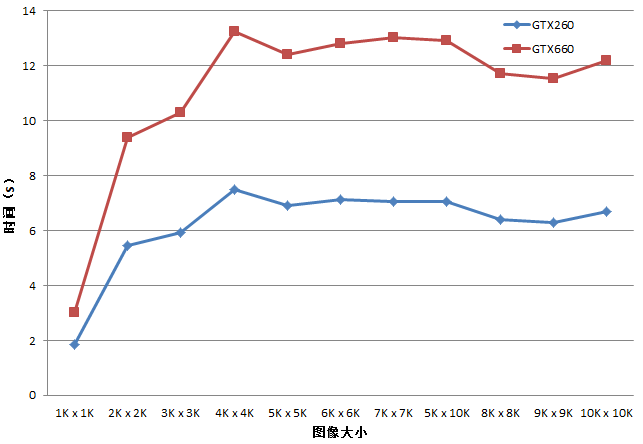 14
GTX260
GTX660
12
10
8
6
4
2
0
时间（s）
1K x 1K 2K x 2K 3K x 3K 4K x 4K 5K x 5K 6K x 6K 7K x 7K 5K x 10K 8K x 8K 9K x 9K 10K x 10K
图像大小